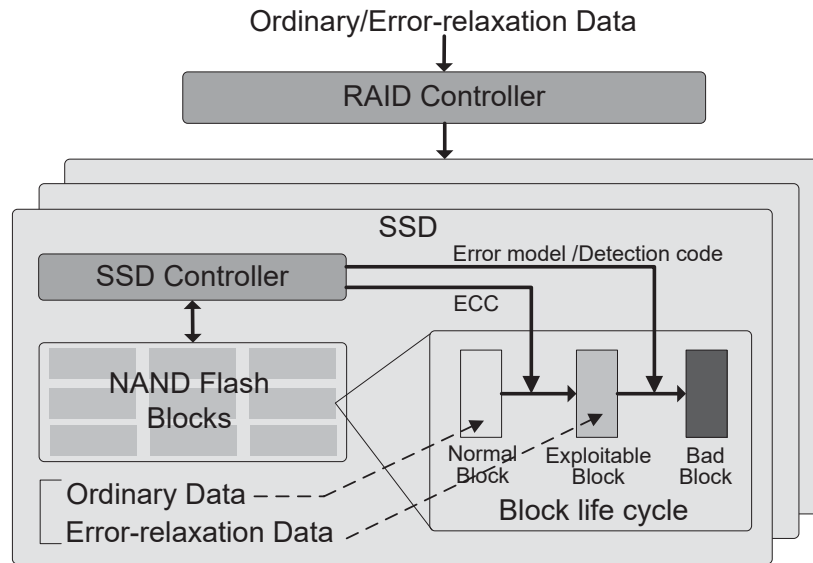 Ordinary/Error-relaxation Data
RAID Controller
SSD
SSD Controller
Error model /Detection code
ECC
NAND Flash
Blocks
Normal
Block
Exploitable
Block
Bad
Block
Block life cycle
Ordinary Data
Error-relaxation Data